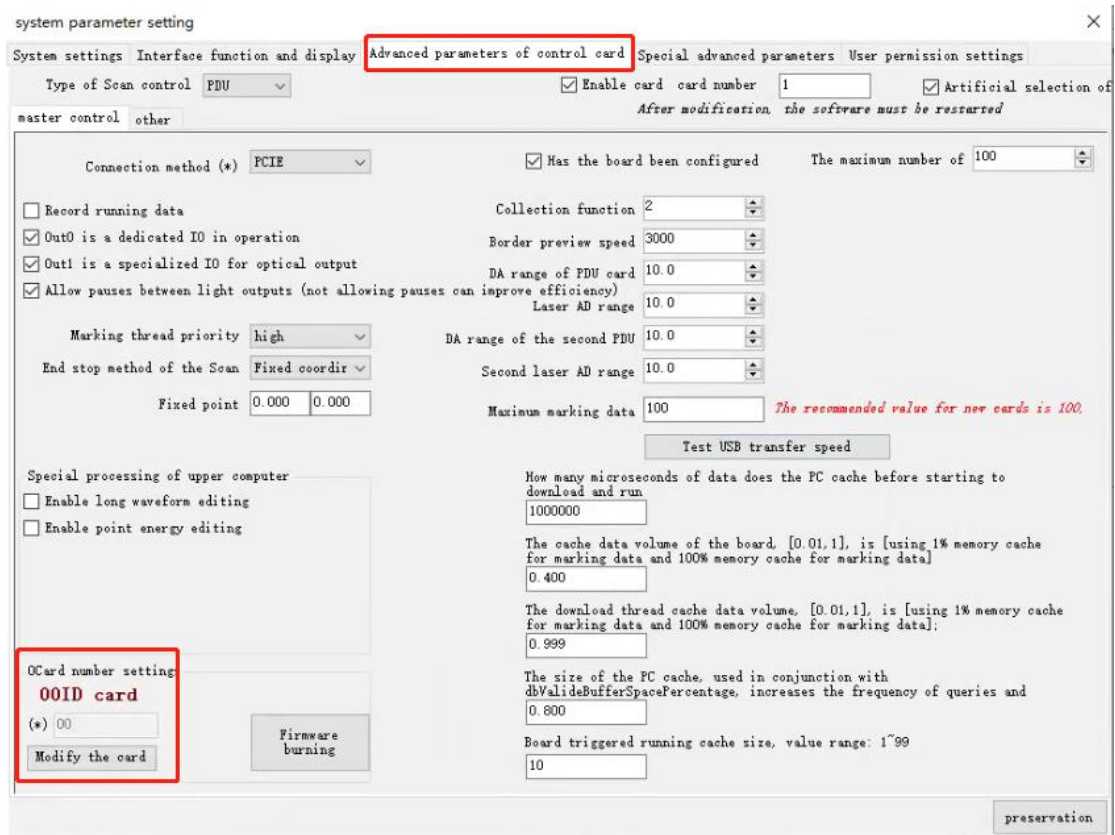 system parameter setting
System settings Interface function and display Advanced parameters of control card Special advanced parameters User permission settings
Type of Scan control PDU Enable card card number 1 Artificial selection of
After modification, the software must be restarted
master control other
Connection method (*) PCIE Has the board been configured The maximum number of 100
Record running data Collection function 2
Out0 is a dedicated IO in operation Border preview speed 3000
Out1 is a specialized IO for optical output DA range of PDU card 10.0
Allow pauses between light outputs (not allowing pauses can improve efficiency)
Laser AD range 10.0
Marking thread priority high DA range of the second PDU 10.0
End stop method of the Scan Fixed coordir Second laser AD range 10.0
Fixed point 0.000 0.000 Maximum marking data 100 The recommended value for new cards is 100,
Test USB transfer speed
Special processing of upper computer
Enable long waveform editing
Enable point energy editing
How many microseconds of data does the PC cache before starting to
download and run
1000000
The cache data volume of the board, [0.01,1], is [using 1% memory cache
for marking data and 100% memory cache for marking data]
0.400
The download thread cache data volume, [0.01,1], is [using 1% memory cache
for marking data and 100% memory cache for marking data];
0.999
The size of the PC cache, used in conjunction with
dbValideBufferSpacePercentage, increases the frequency of queries and
0.800
Board triggered running cache size, value range: 1~99
10
0Card number setting
00ID card
(*) 00
Modify the card
Firmware
burning
preservation